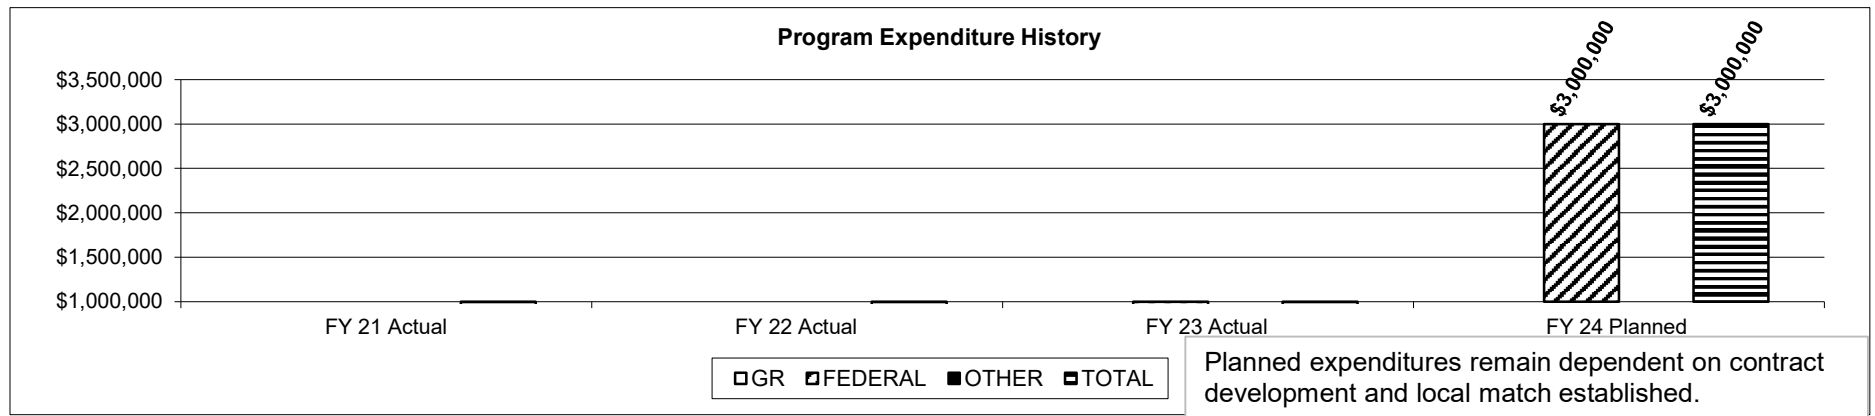 Program Expenditure History
$3,000,000
$3,000,000
$3,500,000
$3,000,000
$2,500,000
$2,000,000
$1,500,000
$1,000,000
FY 21 Actual
FY 22 Actual
FY 23 Actual
FY 24 Planned
GR FEDERAL OTHER TOTAL
Planned expenditures remain dependent on contract
development and local match established.